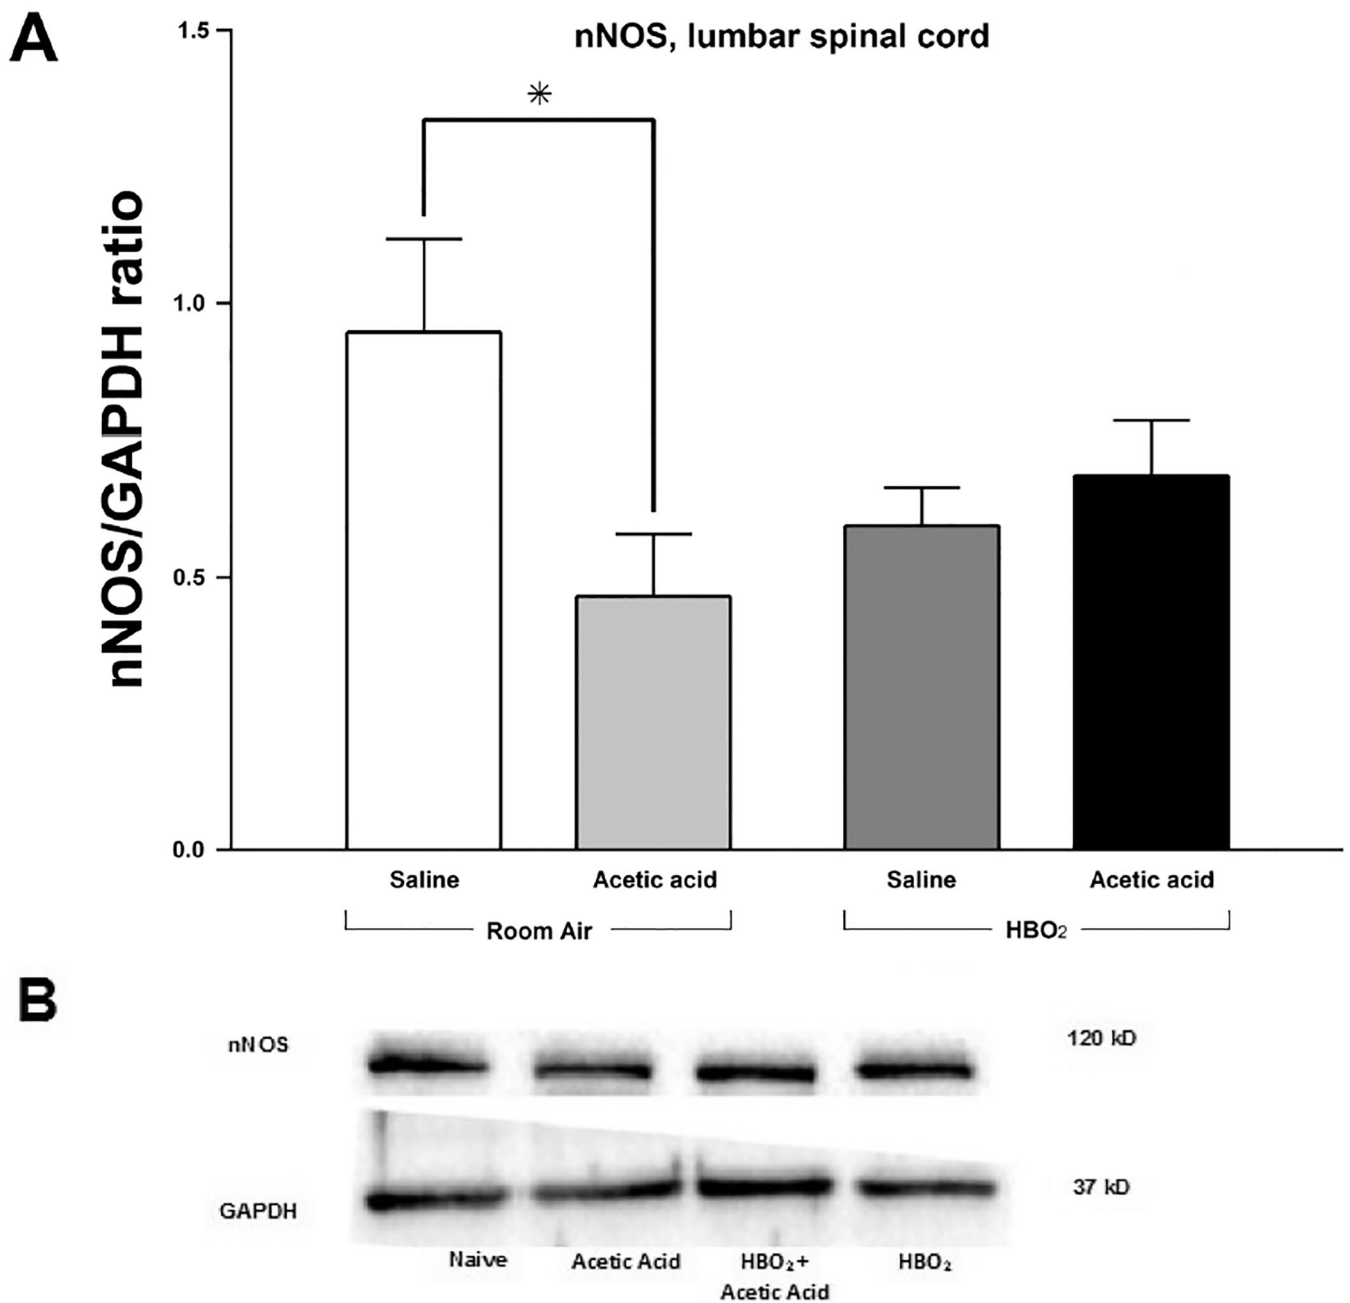 A
nNOS, lumbar spinal cord
*
nNOS/GAPDH ratio
1.5
1.0
0.5
0.0
Saline Acetic acid Saline Acetic acid
Room Air HBO₂
B
nNOS 120 kD
GAPDH 37 kD
Naive Acetic Acid HBO₂+ HBO₂
Acetic Acid